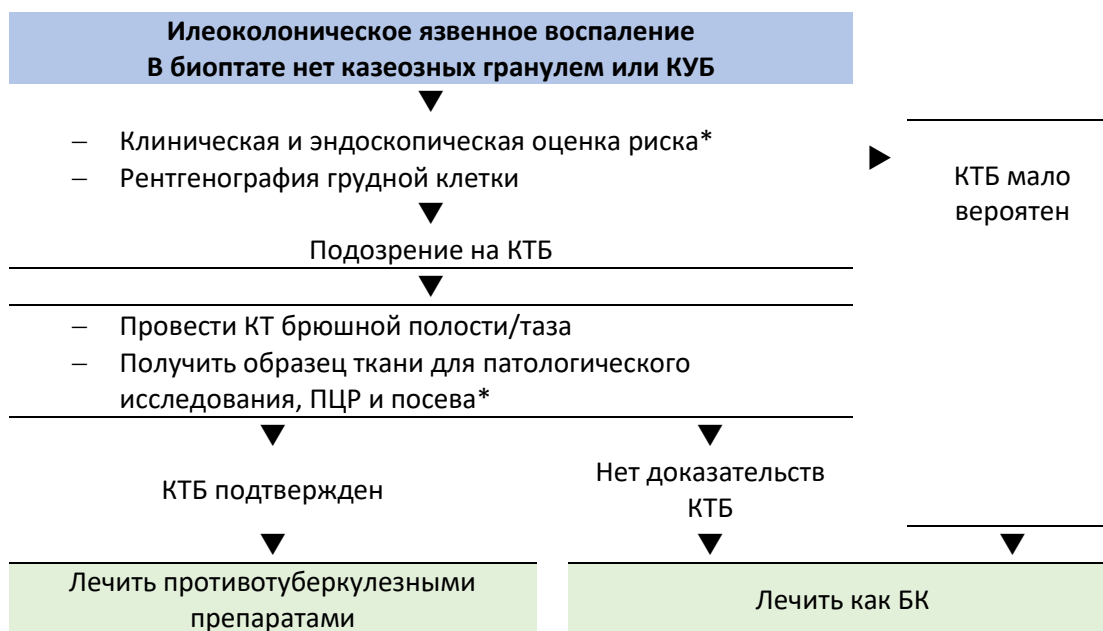 Илеоколоническое язвенное воспаление
В биоптате нет казеозных гранулем или КУБ
− Клиническая и эндоскопическая оценка риска*
− Рентгенография грудной клетки
КТБ мало
вероятен
Подозрение на КТБ
− Провести КТ брюшной полости/таза
− Получить образец ткани для патологического
исследования, ПЦР и посева*
КТБ подтвержден
Нет доказательств
КТБ
Лечить противотуберкулезными
препаратами
Лечить как БК